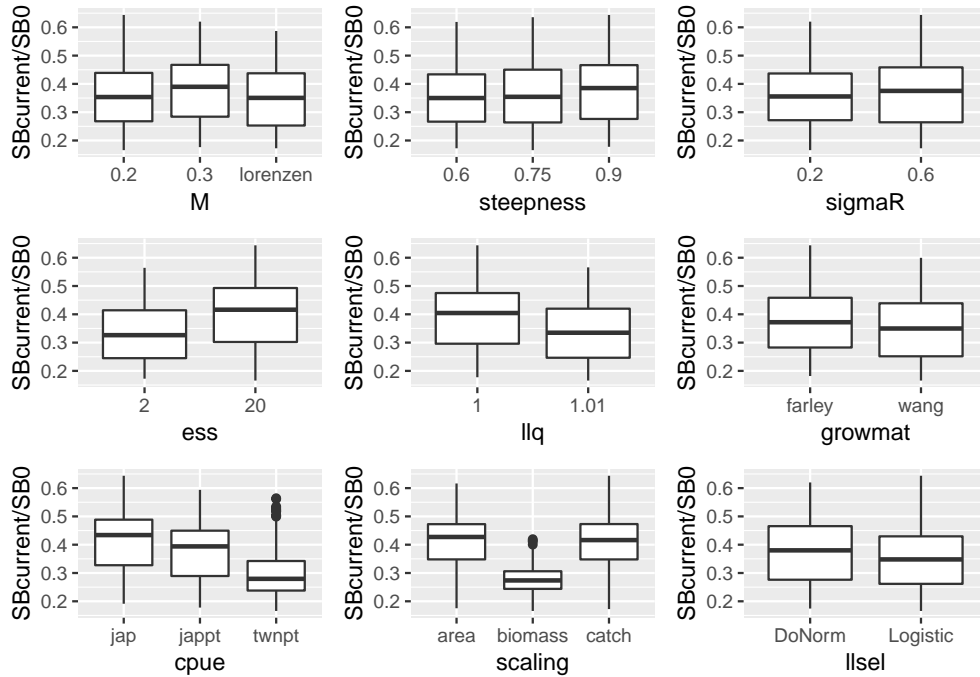 SBcurrent/SB0
0.6
0.5
0.4
0.3
0.2
0.2 0.3 lorenzen
M
SBcurrent/SB0
0.6
0.5
0.4
0.3
0.2
0.6 0.75 0.9
steepness
SBcurrent/SB0
0.6
0.5
0.4
0.3
0.2
0.2 0.6
sigmaR
SBcurrent/SB0
0.6
0.5
0.4
0.3
0.2
2 20
ess
SBcurrent/SB0
0.6
0.5
0.4
0.3
0.2
1 1.01
llq
SBcurrent/SB0
0.6
0.5
0.4
0.3
0.2
farley wang
growmat
SBcurrent/SB0
0.6
0.5
0.4
0.3
0.2
jap jappt twnpt
cpue
SBcurrent/SB0
0.6
0.5
0.4
0.3
0.2
area biomass catch
scaling
SBcurrent/SB0
0.6
0.5
0.4
0.3
0.2
DoNorm Logistic
llsel